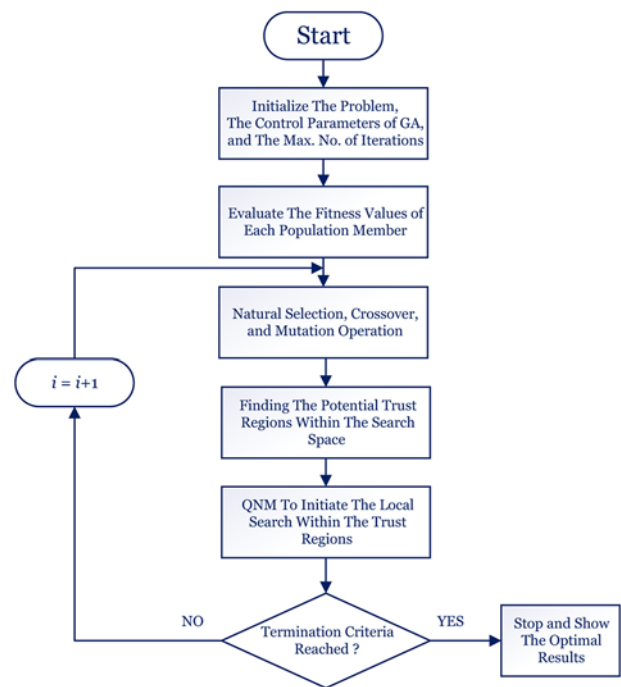 Start
Initialize The Problem,
The Control Parameters of GA,
and The Max. No. of Iterations
Evaluate The Fitness Values of
Each Population Member
Natural Selection, Crossover,
and Mutation Operation
i = i+1
Finding The Potential Trust
Regions Within The Search
Space
QNM To Initiate The Local
Search Within The Trust
Regions
NO
Termination Criteria
Reached ?
YES
Stop and Show
The Optimal
Results